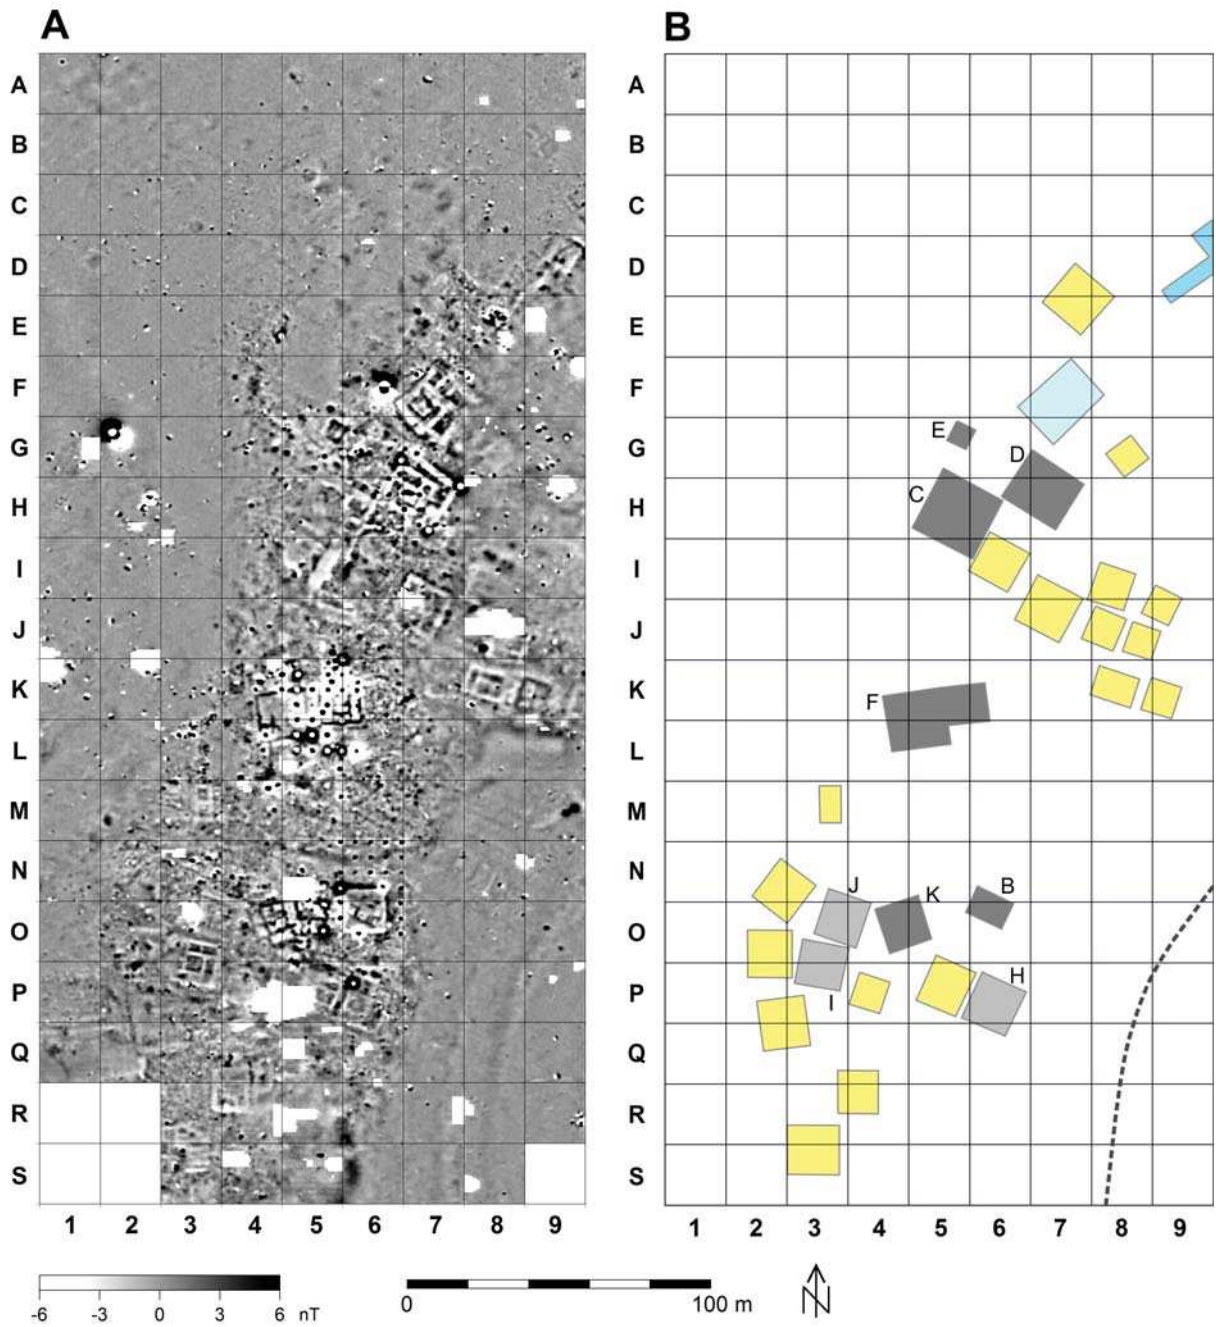 A B
A A
B B
C C
D D
E E
F F
E
G G
D
C
H H
I I
J J
K K
F
L L
M M
N N
J K B
O O
P P
I H
Q Q
R R
S S
1 2 3 4 5 6 7 8 9 1 2 3 4 5 6 7 8 9
-6 -3 0 3 6 nT
0 100 m
N